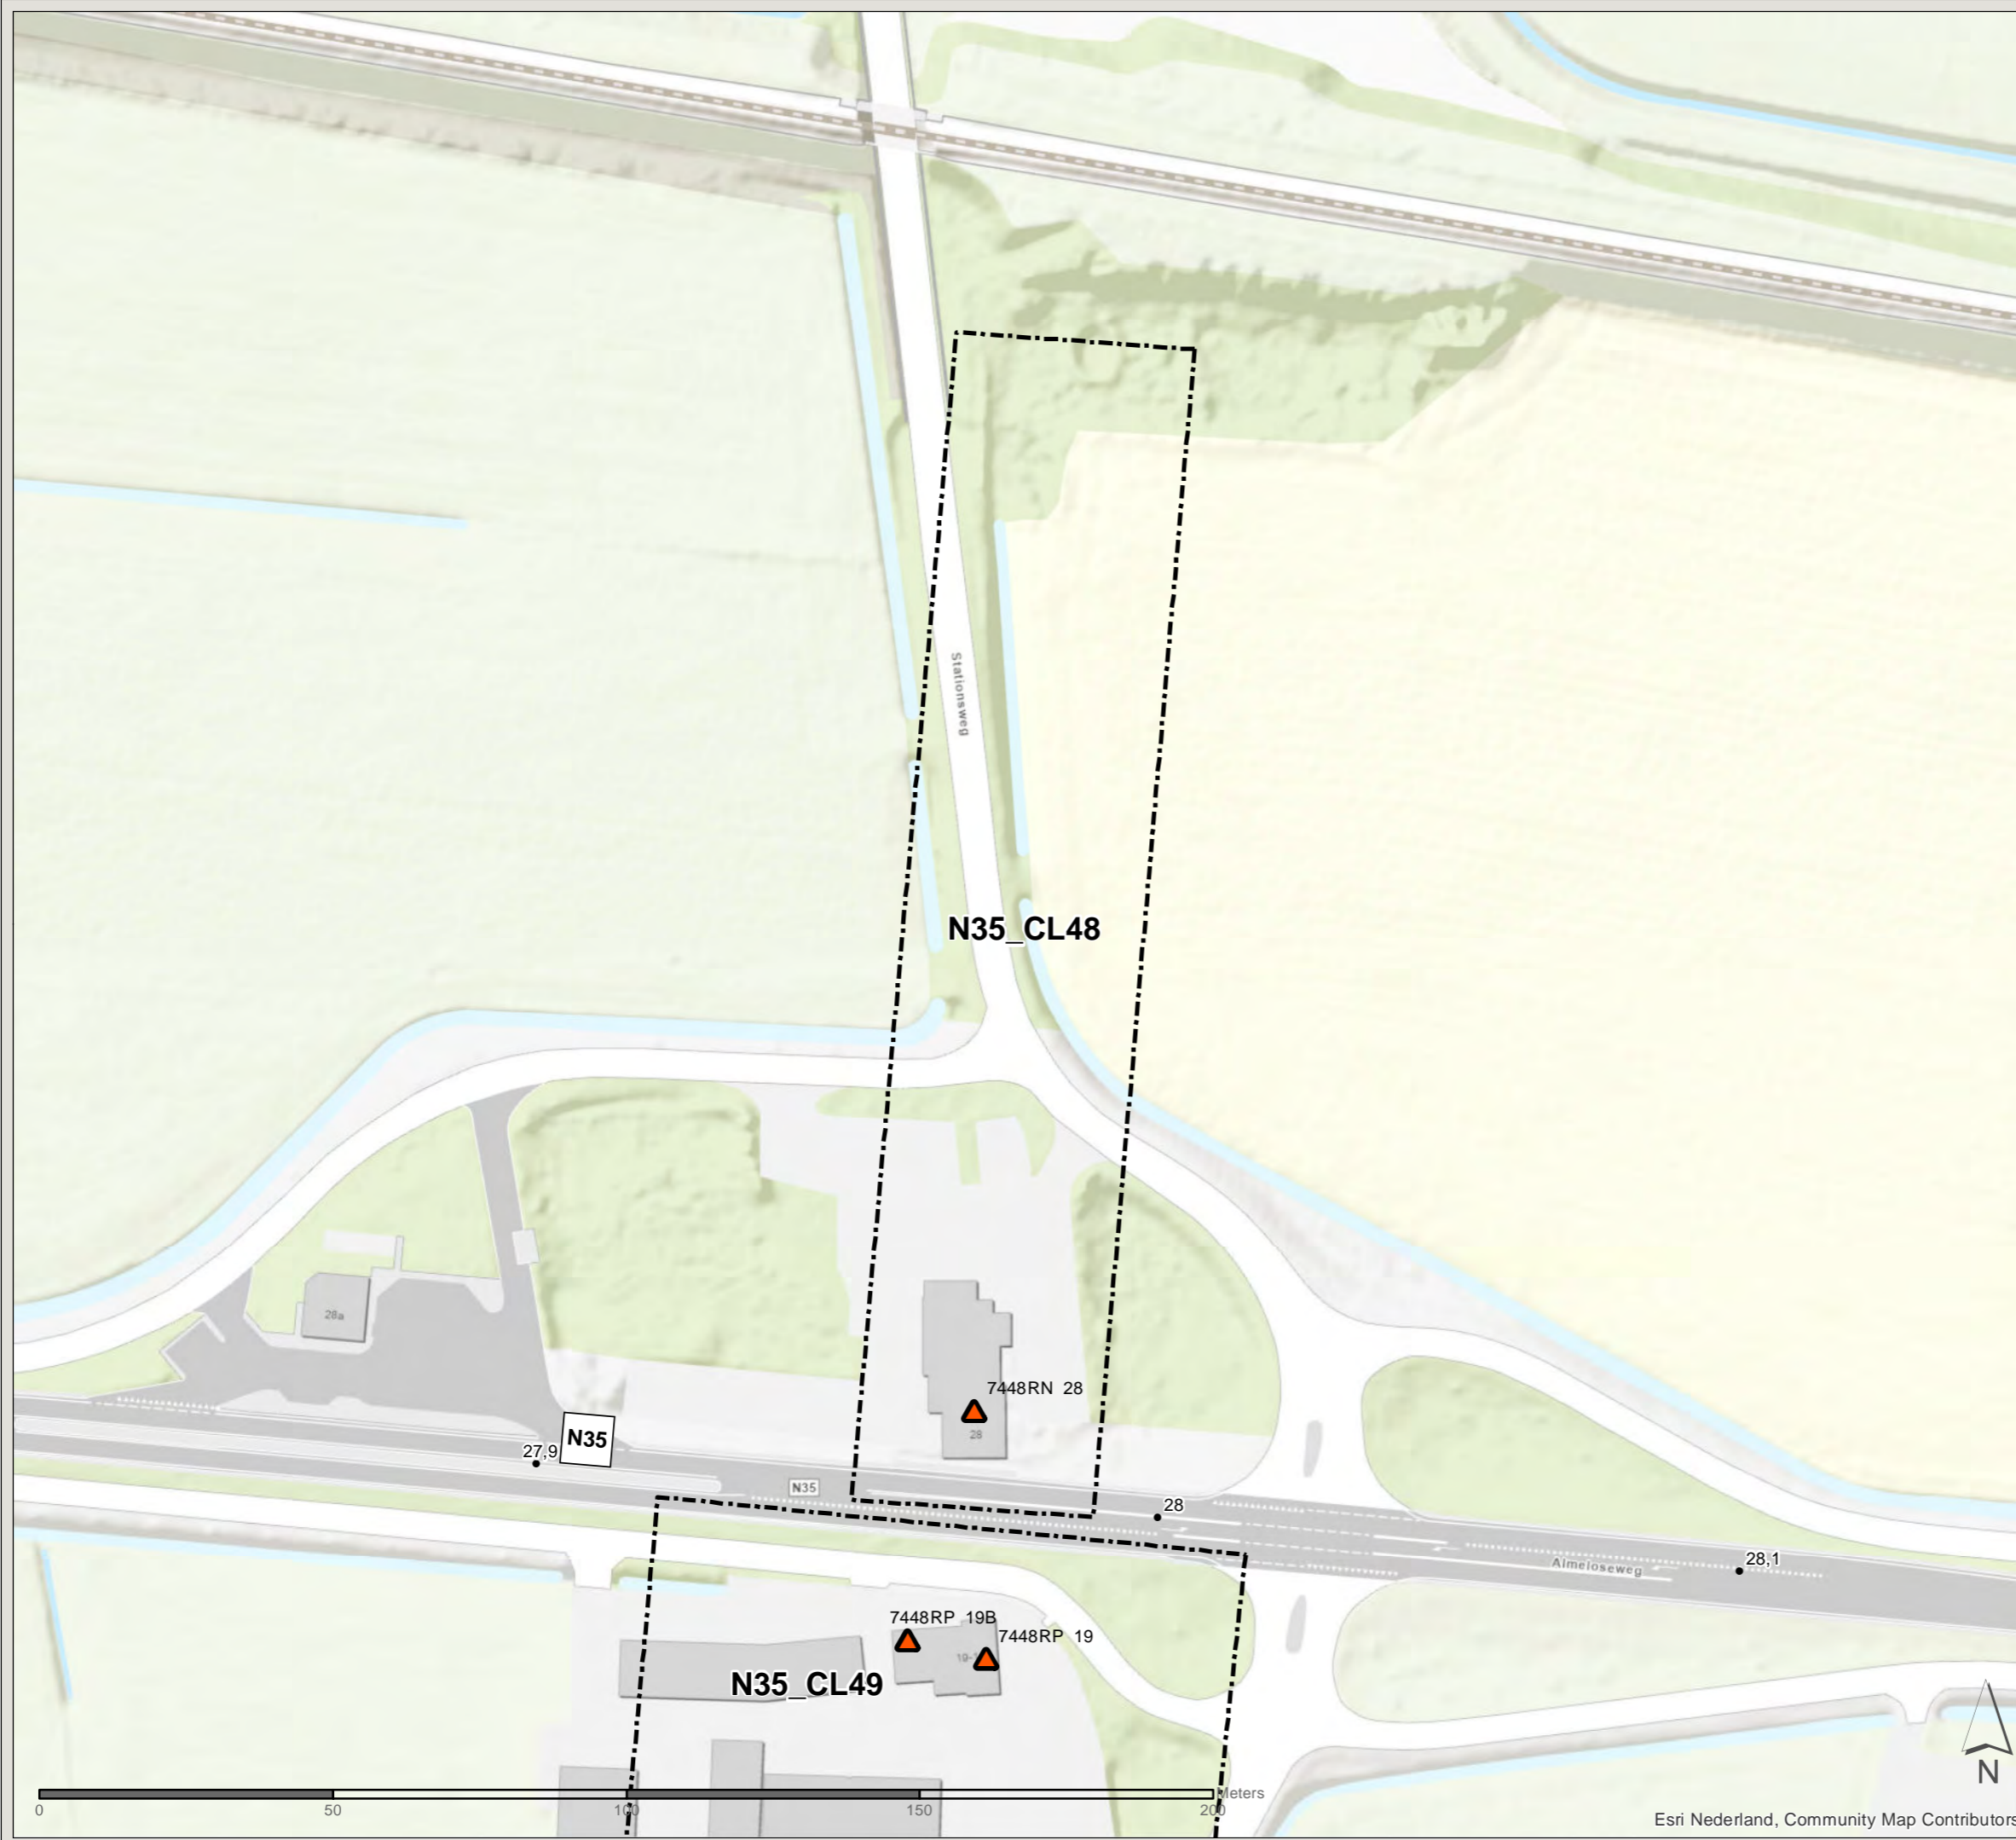 Stationsweg
N35_CL48
28a
7448RN 28
28
N35
27,9
N35
28
28,1
Almeloseweg
7448RP 19B
7448RP 19
N35_CL49
N
Meters
0 50 100 150 200
Esri Nederland, Community Map Contributors